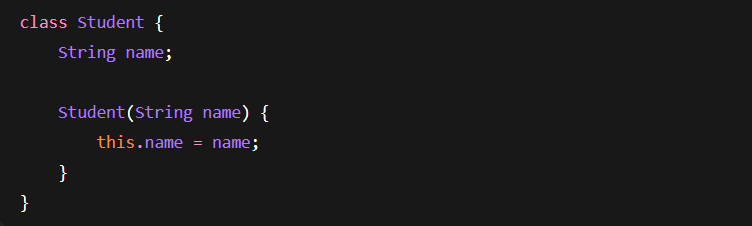 class Student {
    String name;

    Student(String name) {
        this.name = name;
    }
}